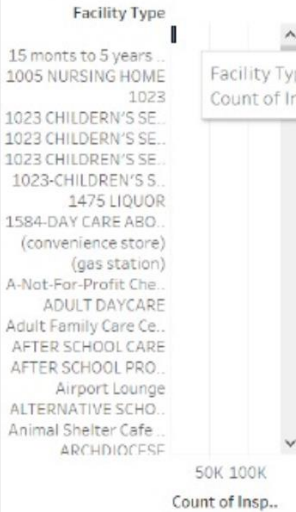 Facility Type
15 monts to 5 years ..
1005 NURSING HOME
1023
1023 CHILDERN'S SE..
1023 CHILDREN'S SE..
1023 CHILDREN'S SE..
1023-CHILDREN'S S..
1475 LIQUOR
1584-DAY CARE ABO..
(convenience store)
(gas station)
A-Not-For-Profit Che..
ADULT DAYCARE
Adult Family Care Ce..
AFTER SCHOOL CARE
AFTER SCHOOL PRO..
Airport Lounge
ALTERNATIVE SCHO..
Animal Shelter Cafe ..
ARCHDIOCESE
Facility Typ
Count of In
50K 100K
Count of Insp..